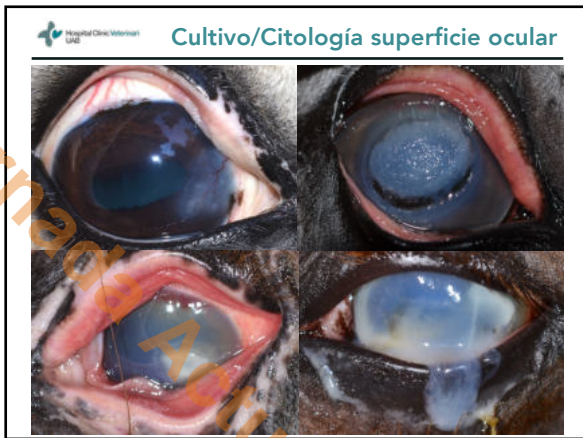 Hospital Clínic Veterinari
UAB
Cultivo/Citología superficie ocular